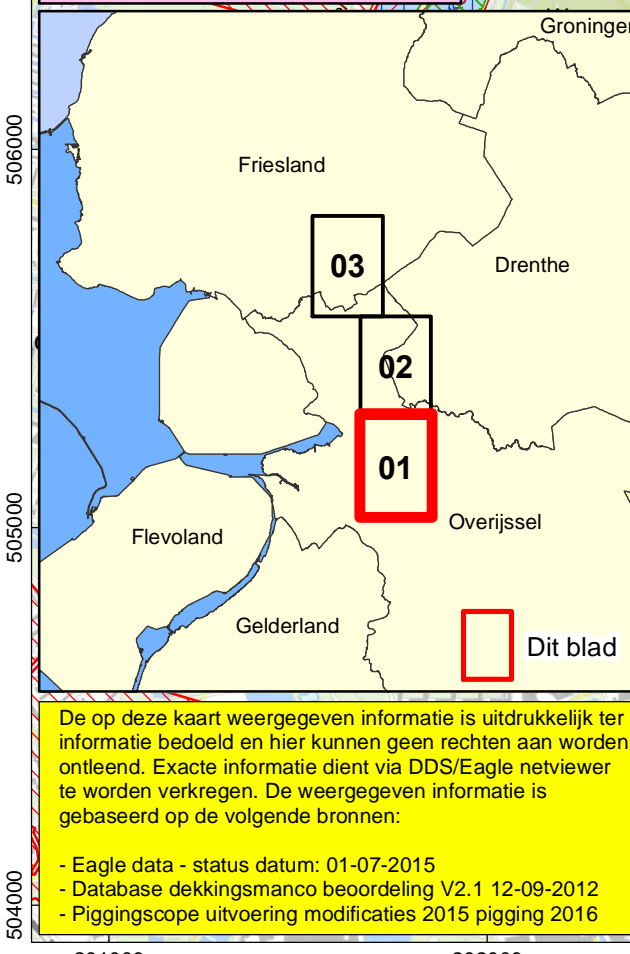 Groningen
506000
Friesland
03
Drenthe
02
01
505000
Overijssel
Flevoland
Gelderland
Dit blad
De op deze kaart weergegeven informatie is uitdrukkelijk ter
informatie bedoeld en hier kunnen geen rechten aan worden
ontleend. Exacte informatie dient via DDS/Eagle netviewer
te worden verkregen. De weergegeven informatie is
gebaseerd op de volgende bronnen:
- Eagle data - status datum: 01-07-2015
- Database dekkingsmanco beoordeling V2.1 12-09-2012
- Piggingscope uitvoering modificaties 2015 pigging 2016
504000